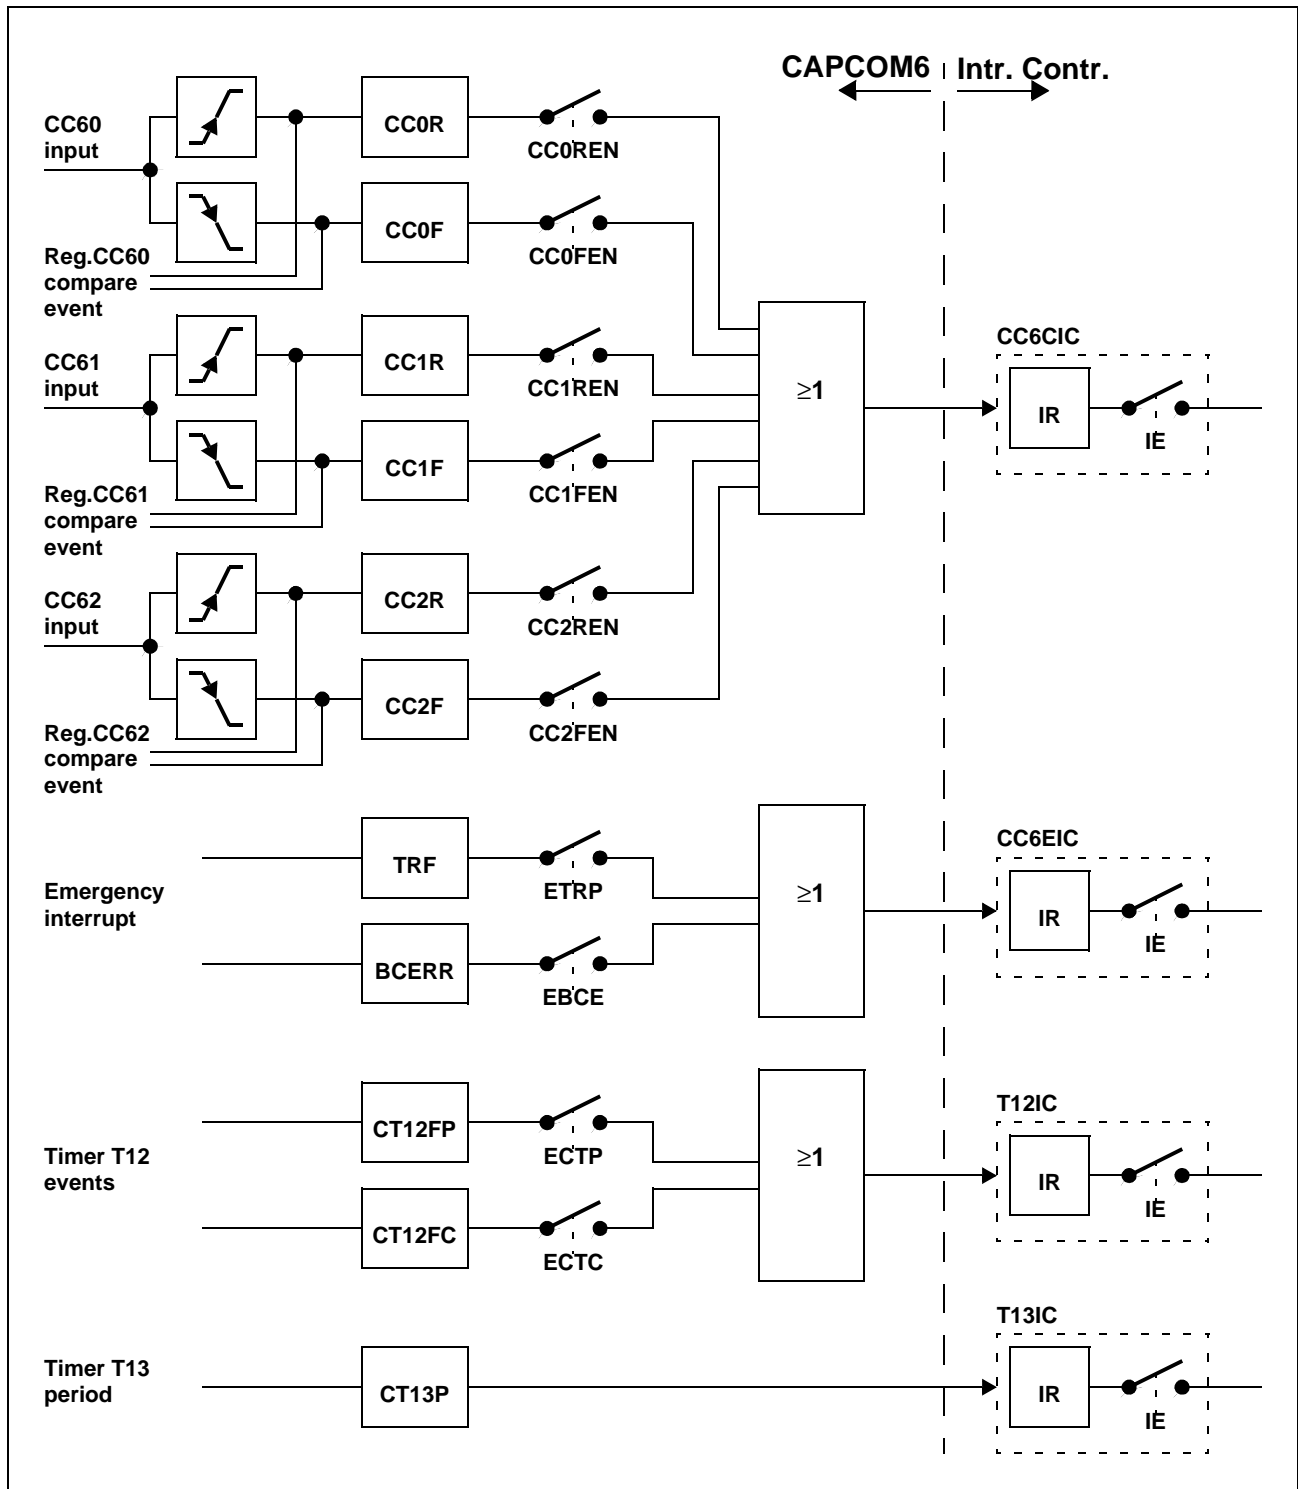 CAPCOM6
Intr. Contr.
CC60
input
CC0R
CC0REN
CC0F
CC0FEN
Reg.CC60
compare
event
CC61
input
CC1R
CC1REN
≥1
CC6CIC
IR
IE
CC1F
CC1FEN
Reg.CC61
compare
event
CC62
input
CC2R
CC2REN
CC2F
CC2FEN
Reg.CC62
compare
event
Emergency
interrupt
TRF
ETRP
BCERR
EBCE
≥1
CC6EIC
IR
IE
Timer T12
events
CT12FP
ECTP
CT12FC
ECTC
≥1
T12IC
IR
IE
Timer T13
period
CT13P
T13IC
IR
IE